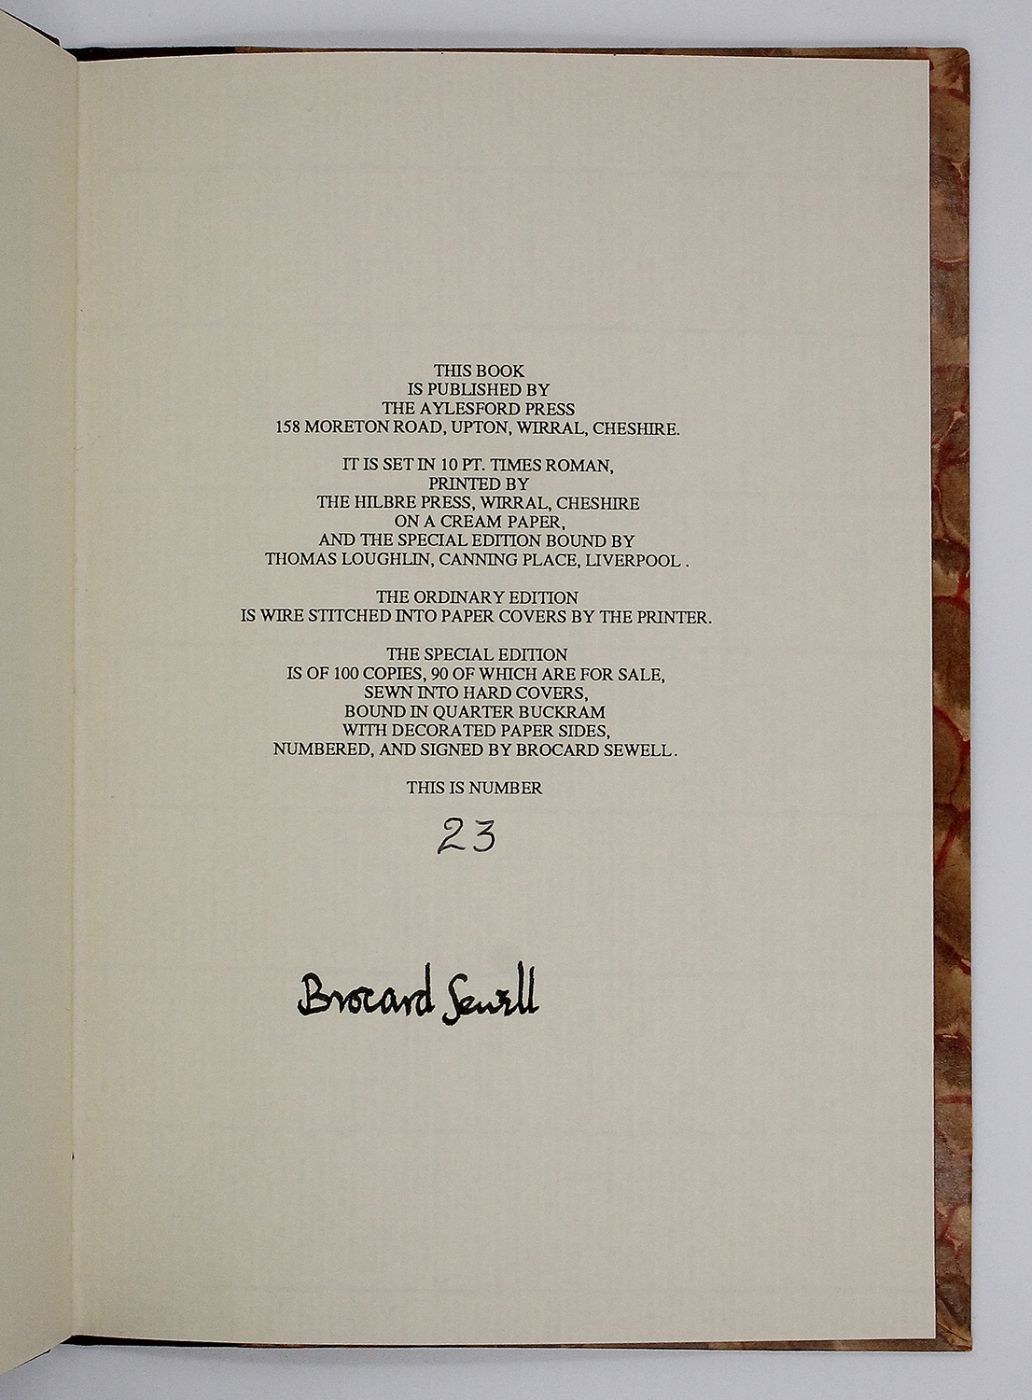 THIS BOOK
IS PUBLISHED BY
THE AYLESFORD PRESS
158 MORETON ROAD, UPTON, WIRRAL, CHESHIRE.
IT IS SET IN 10 PT. TIMES ROMAN,
PRINTED BY
THE HILBRE PRESS, WIRRAL, CHESHIRE
ON A CREAM PAPER,
AND THE SPECIAL EDITION BOUND BY
THOMAS LOUGHLIN, CANNING PLACE, LIVERPOOL .
THE ORDINARY EDITION
IS WIRE STITCHED INTO PAPER COVERS BY THE PRINTER.
THE SPECIAL EDITION
IS OF 100 COPIES, 90 OF WHICH ARE FOR SALE,
SEWN INTO HARD COVERS,
BOUND IN QUARTER BUCKRAM
WITH DECORATED PAPER SIDES,
NUMBERED, AND SIGNED BY BROCARD SEWELL.
THIS IS NUMBER
23
Brocard Sewell